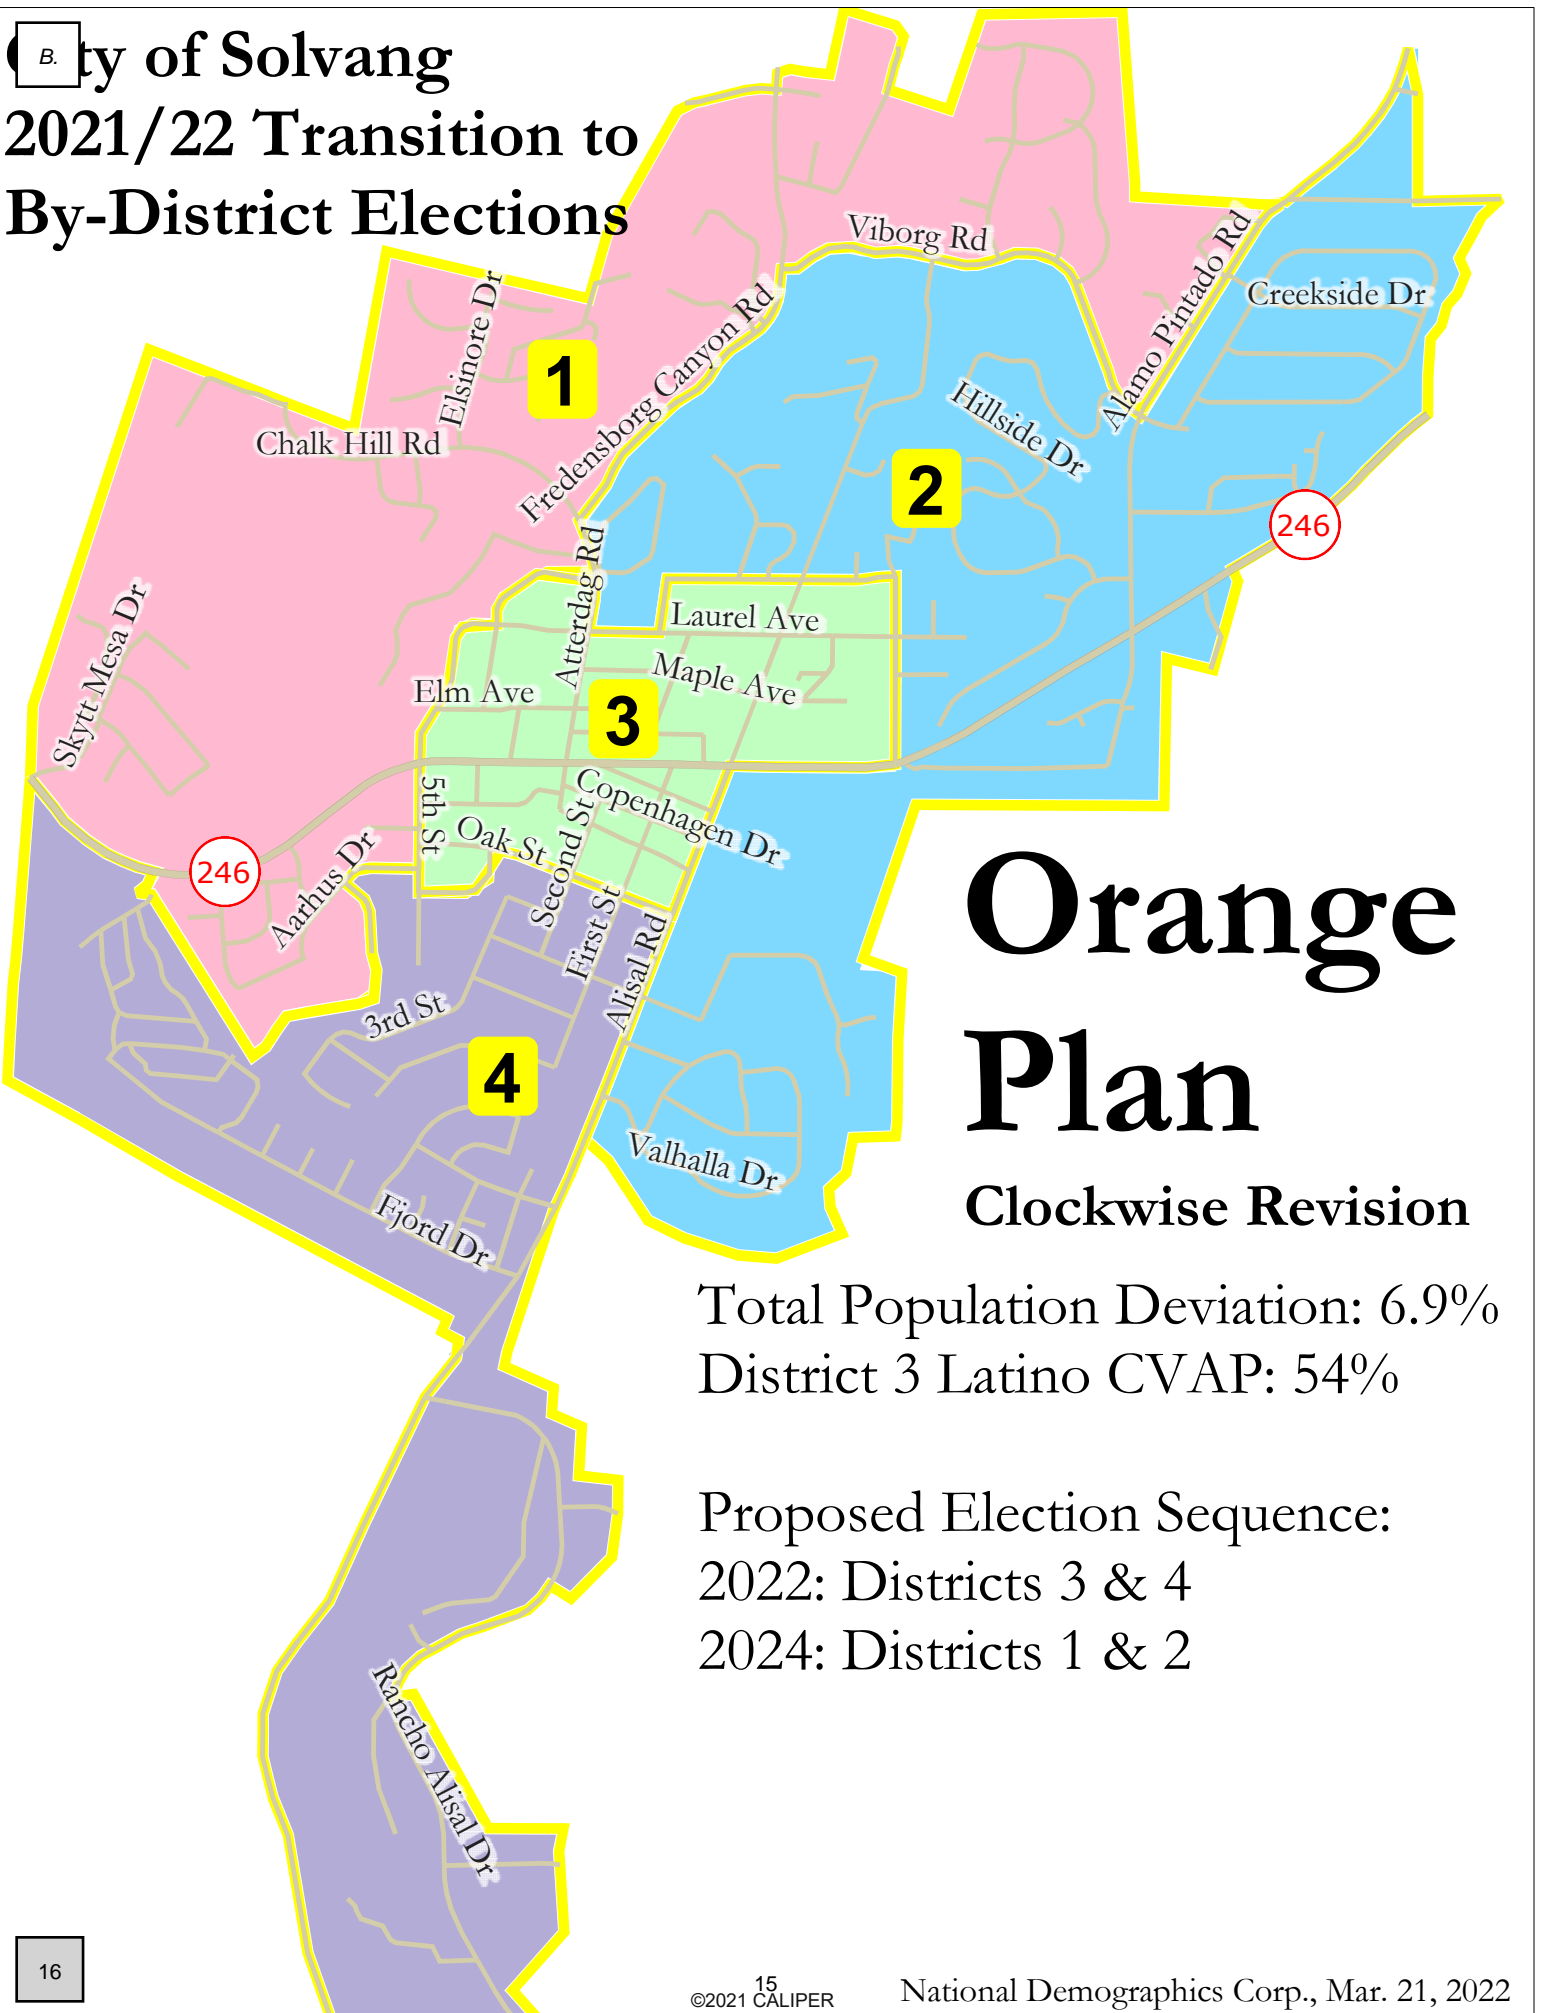 B.
ty of Solvang
2021/22 Transition to
By-District Elections
Viborg Rd
Alamo Pintado Rd
Creekside Dr
Elsinore Dr
1
Fredensborg Canyon Rd
Chalk Hill Rd
Hillside Dr
2
246
Atterdag Rd
Laurel Ave
Skytt Mesa Dr
Maple Ave
Elm Ave
3
5th St
Copenhagen Dr
Oak St
Second St
246
Aarhus Dr
First St
Alisal Rd
3rd St
4
Valhalla Dr
Fjord Dr
Orange
Plan
Clockwise Revision
Total Population Deviation: 6.9%
District 3 Latino CVAP: 54%
Proposed Election Sequence:
2022: Districts 3 & 4
2024: Districts 1 & 2
Rancho Alisal Dr
16
15
©2021 CALIPER
National Demographics Corp., Mar. 21, 2022